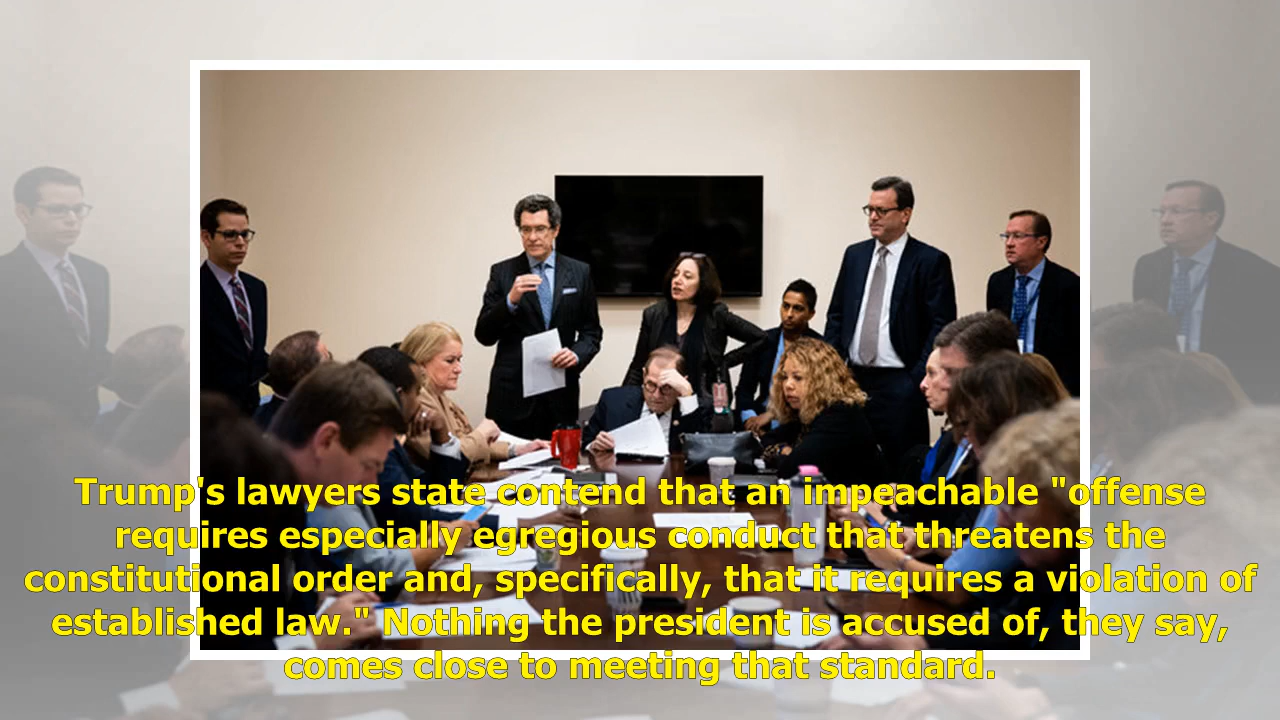 Trump's lawyers state contend that an impeachable "offense
requires especially egregious conduct that threatens the
constitutional order and, specifically, that it requires a violation of
established law." Nothing the president is accused of, they say,
comes close to meeting that standard.